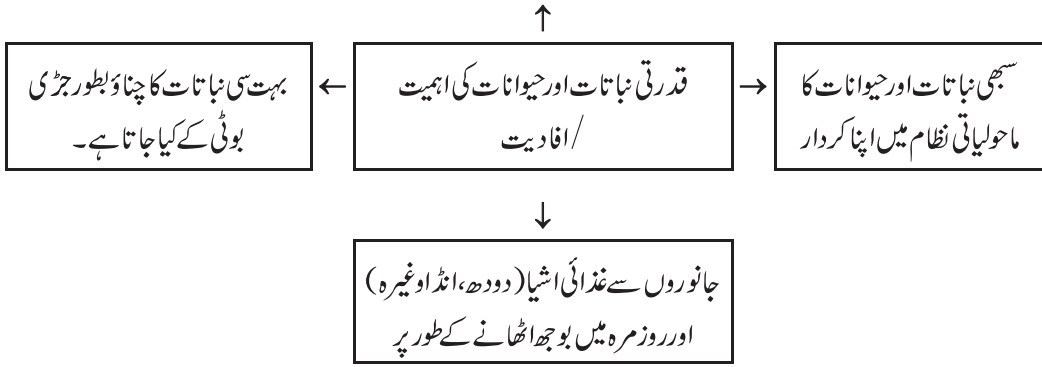 سبھی نباتات اور حیوانات کا
ماحولیاتی نظام میں اپنا کردار
قدرتی نباتات اور حیوانات کی اہمیت
/افادیت
بہت سی نباتات کا چناؤ بطور جڑی
بوٹی کے کیا جاتا ہے۔
جانوروں سے غذائی اشیا (دودھ، انڈا وغیرہ)
اور روزمرہ میں بوجھ اٹھانے کے طور پر